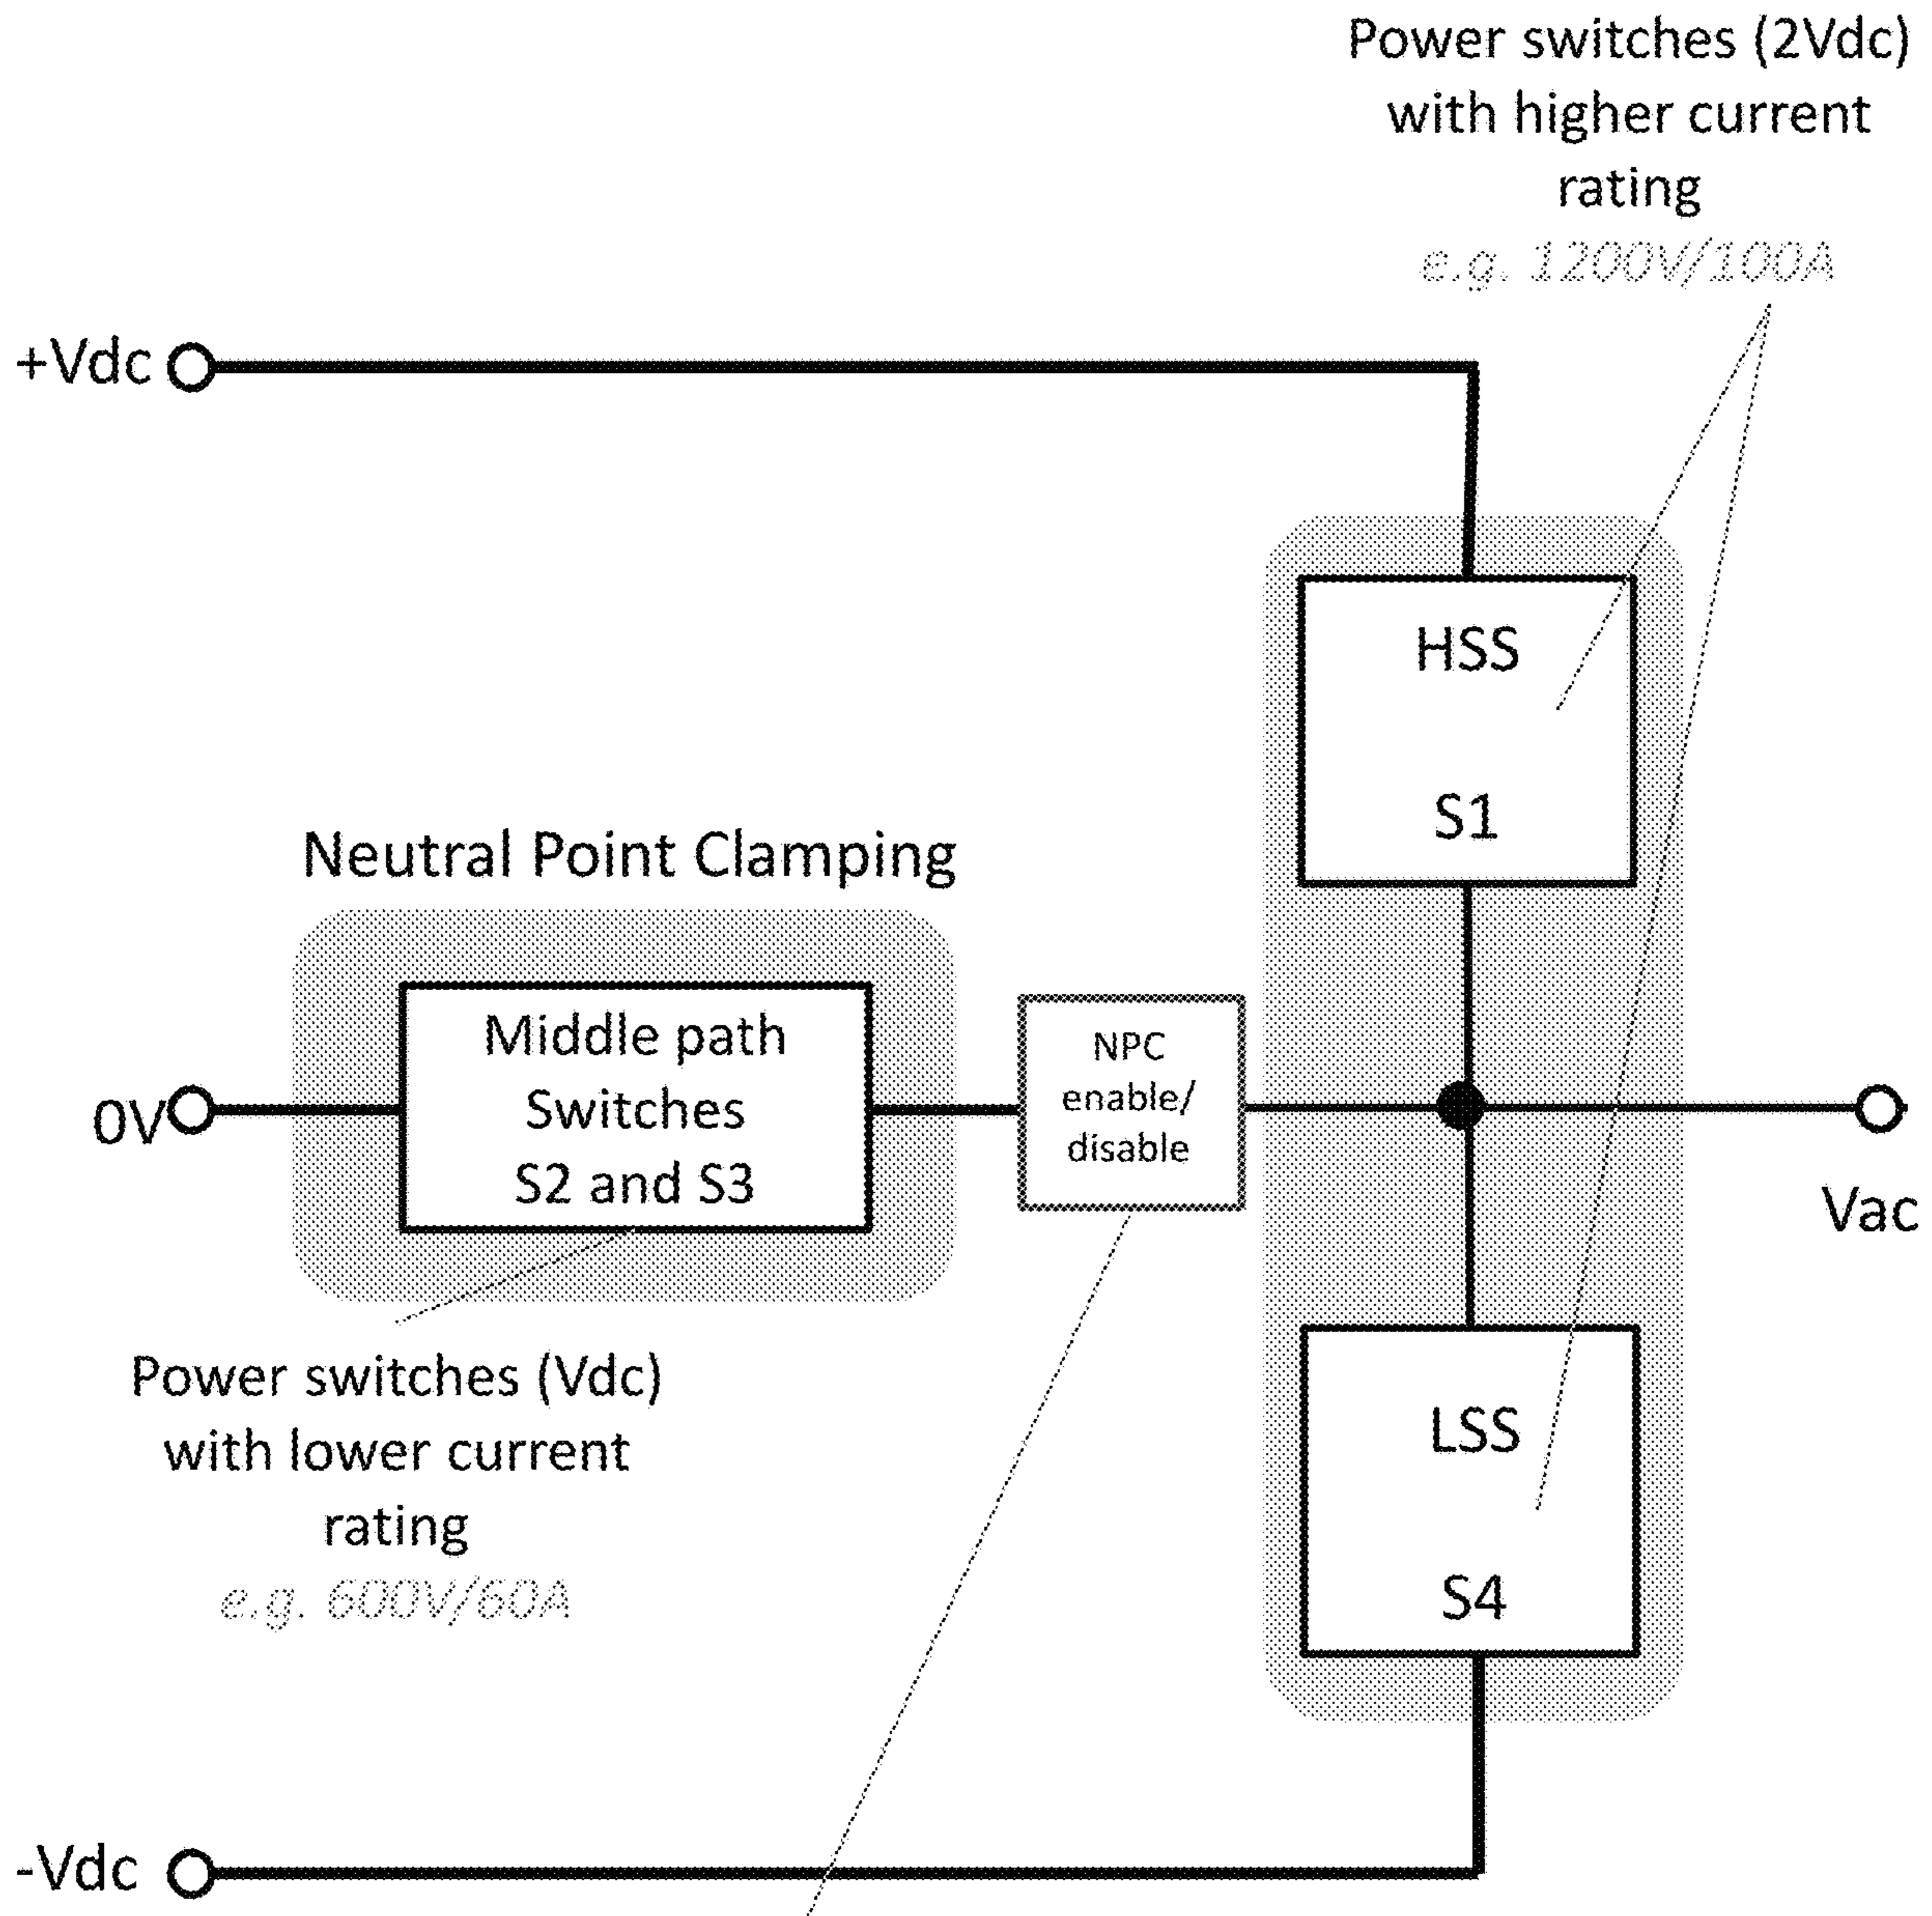 Power switches (2Vdc)
with higher current
rating
e.g. 1200V/100A
+Vdc
HSS
S1
Neutral Point Clamping
Middle path
Switches
S2 and S3
NPC
enable/
disable
0V
Vac
Power switches (Vdc)
with lower current
rating
e.g. 600V/60A
LSS
S4
-Vdc